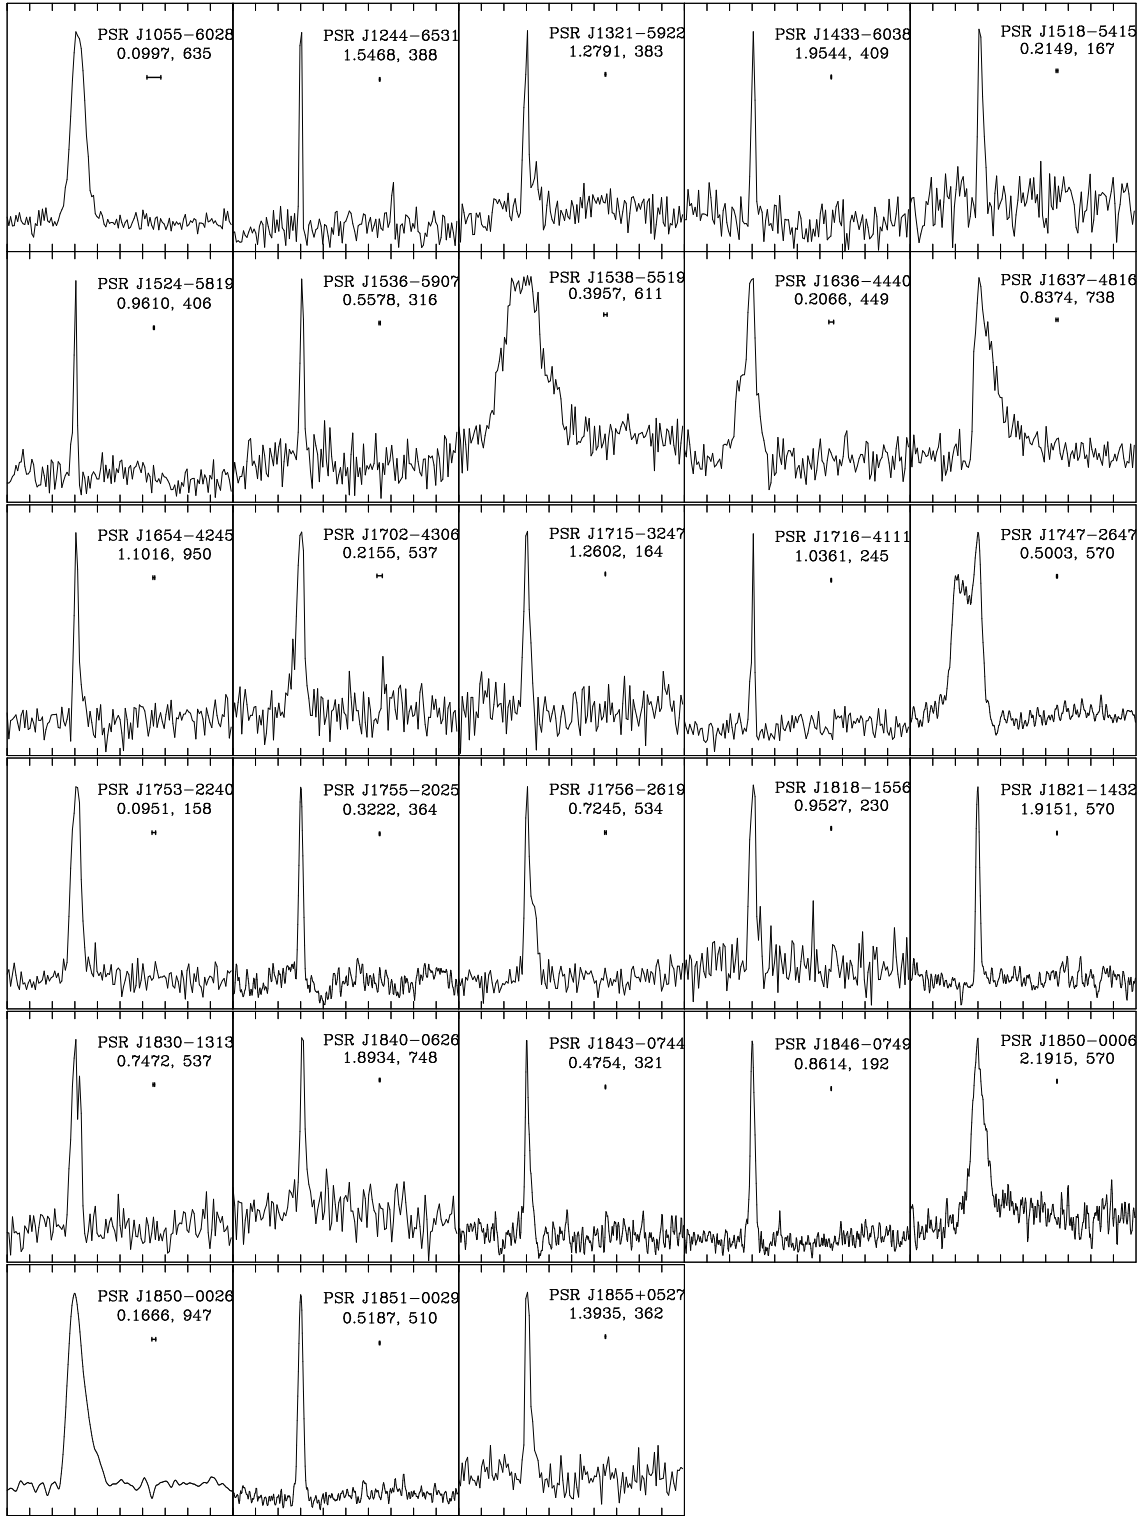 PSR J1055−6028
0.0997, 635
PSR J1244−6531
1.5468, 388
PSR J1321−5922
1.2791, 383
PSR J1433−6038
1.9544, 409
PSR J1518−5415
0.2149, 167
PSR J1524−5819
0.9610, 406
PSR J1536−5907
0.5578, 316
PSR J1538−5519
0.3957, 611
PSR J1636−4440
0.2066, 449
PSR J1637−4816
0.8374, 738
PSR J1654−4245
1.1016, 950
PSR J1702−4306
0.2155, 537
PSR J1715−3247
1.2602, 164
PSR J1716−4111
1.0361, 245
PSR J1747−2647
0.5003, 570
PSR J1753−2240
0.0951, 158
PSR J1755−2025
0.3222, 364
PSR J1756−2619
0.7245, 534
PSR J1818−1556
0.9527, 230
PSR J1821−1432
1.9151, 570
PSR J1830−1313
0.7472, 537
PSR J1840−0626
1.8934, 748
PSR J1843−0744
0.4754, 321
PSR J1846−0749
0.8614, 192
PSR J1850−0006
2.1915, 570
PSR J1850−0026
0.1666, 947
PSR J1851−0029
0.5187, 510
PSR J1855+0527
1.3935, 362